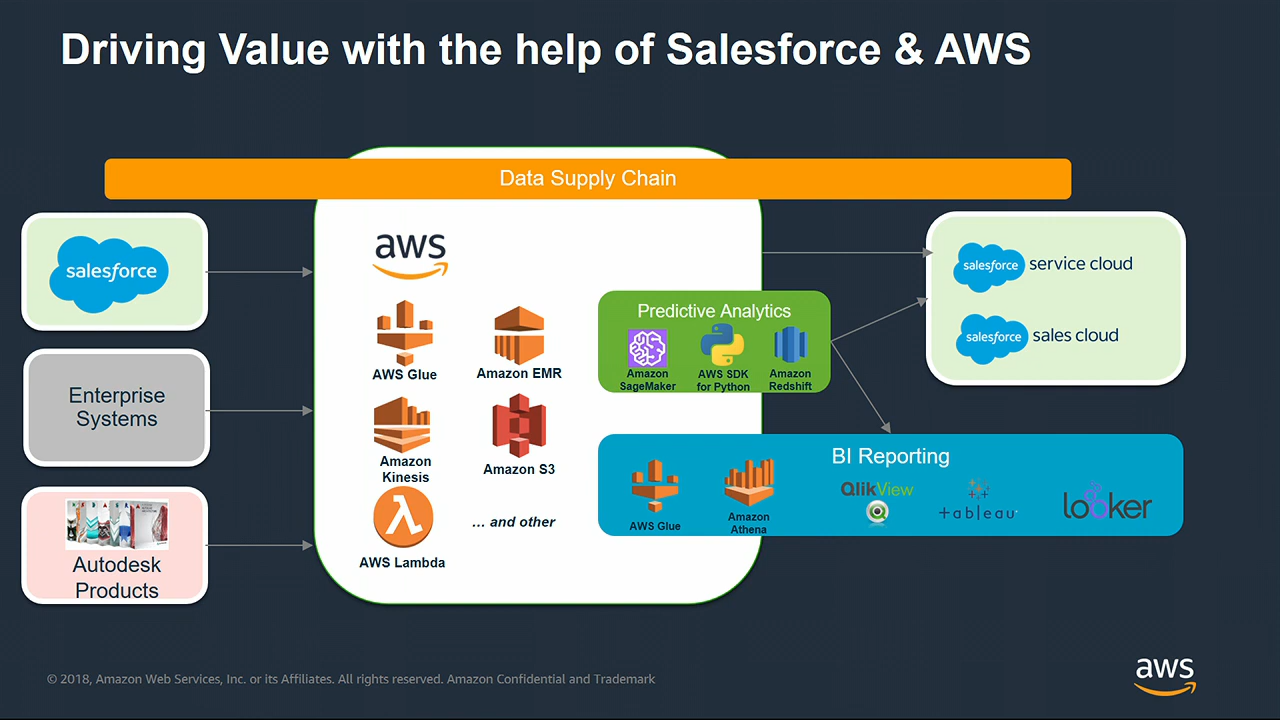 Driving Value with the help of Salesforce & AWS
Data Supply Chain
salesforce
Enterprise
Systems
Autodesk
Products
aws
AWS Glue
Amazon EMR
Amazon
Kinesis
Amazon S3
AWS Lambda
... and other
Predictive Analytics
Amazon
SageMaker
AWS SDK
for Python
Amazon
Redshift
salesforce service cloud
salesforce sales cloud
BI Reporting
AWS Glue
Amazon
Athena
QlikView
+tableau
looker
© 2018, Amazon Web Services, Inc. or its Affiliates. All rights reserved. Amazon Confidential and Trademark
aws